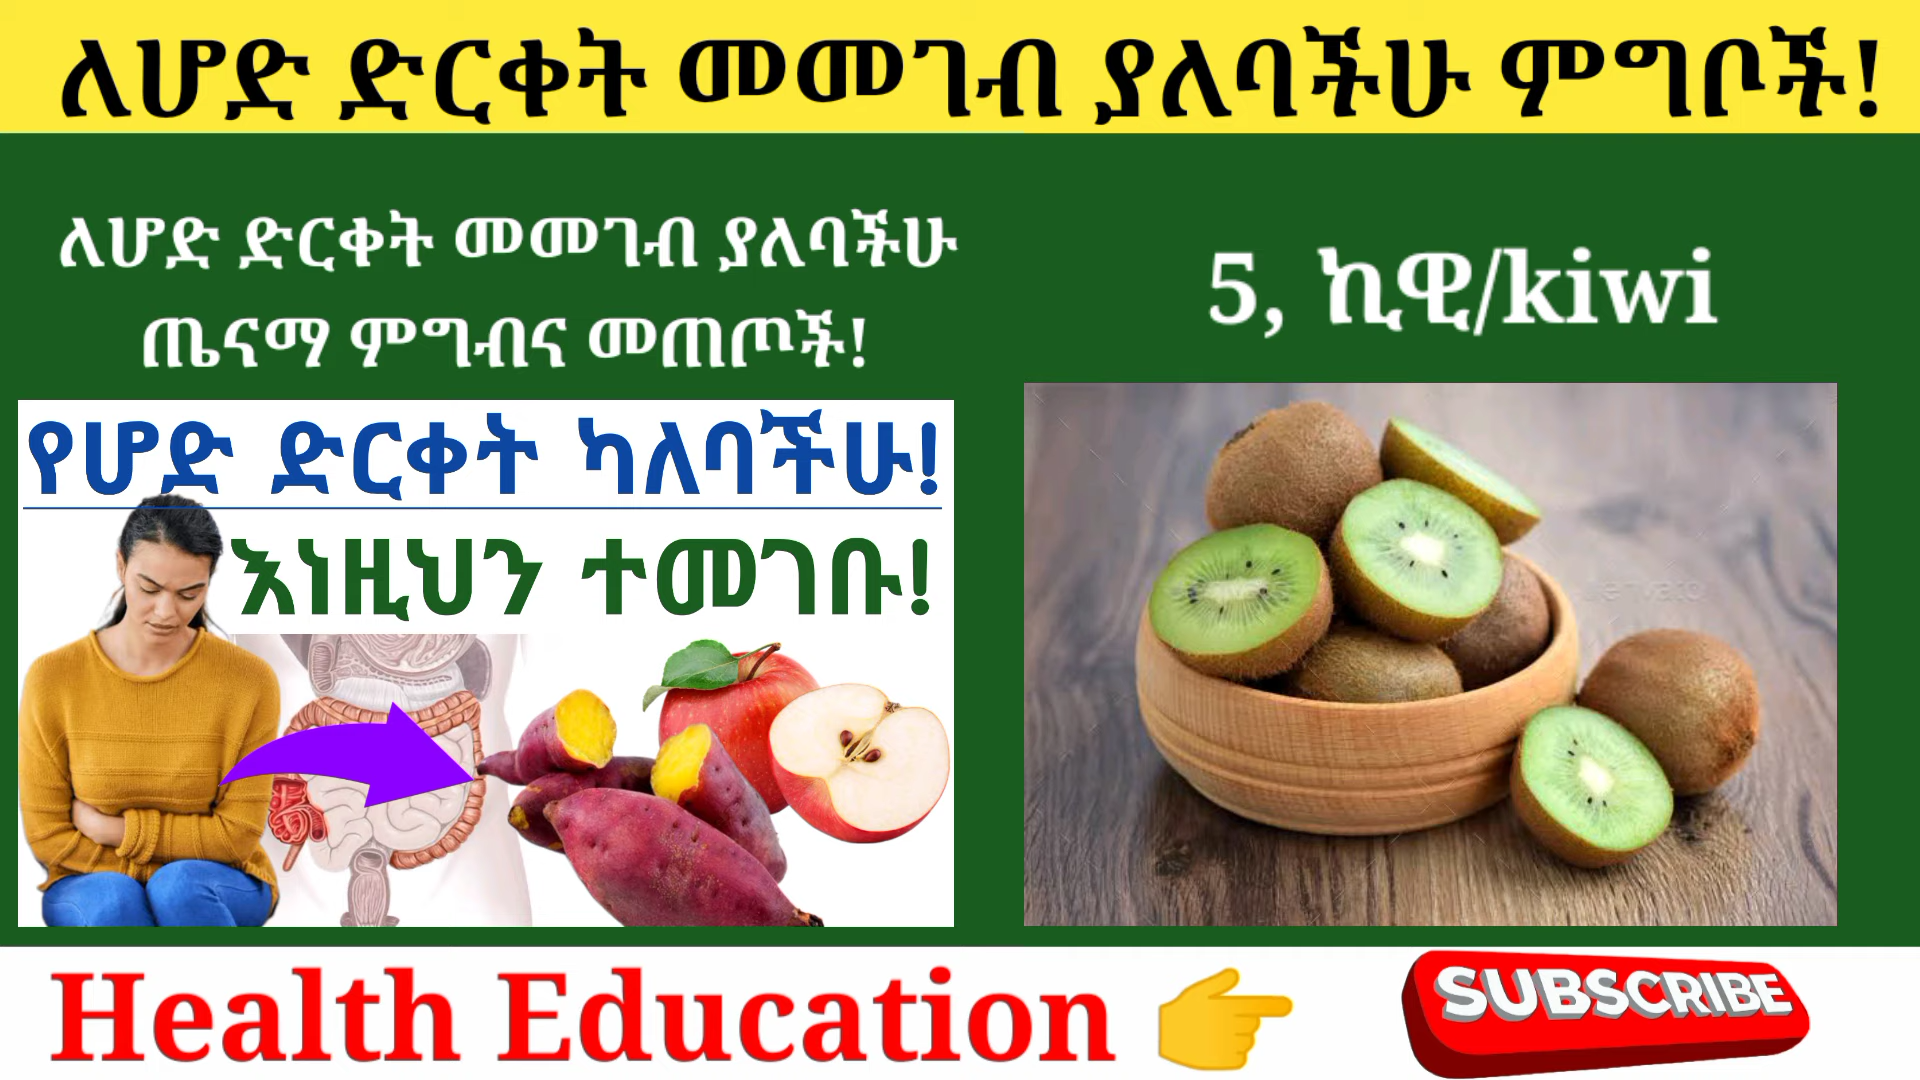 ለሆድ ድርቀት መመገብ ያለባችሁ ምግቦች!
ለሆድ ድርቀት መመገብ ያለባችሁ
ጤናማ ምግብና መጠጦች!
የሆድ ድርቀት ካለባችሁ!
እነዚህን ተመገቡ!
5, ኪዊ/kiwi
envato
Health Education
SUBSCRIBE